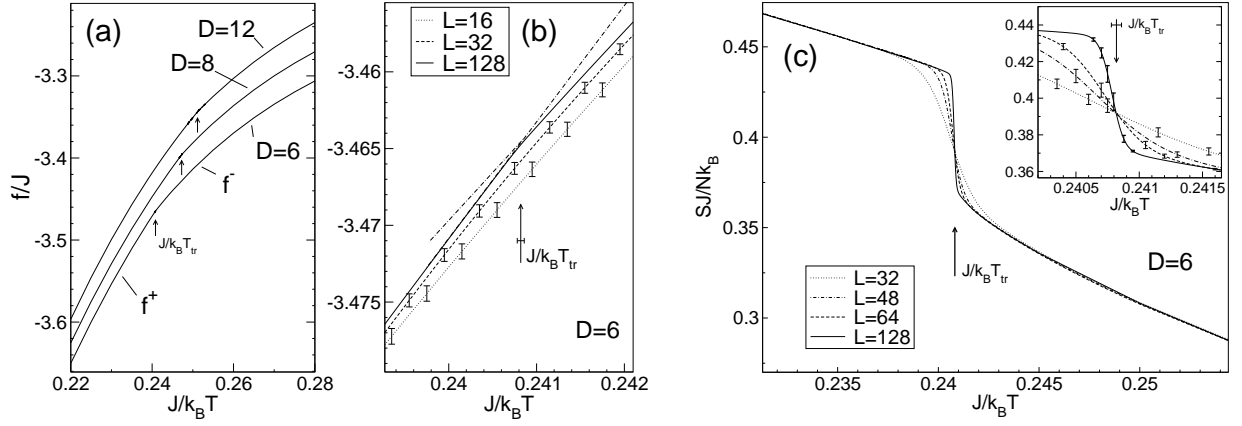 (a)
D=12
D=8
D=6
f⁻
f⁺
J/k_BT_tr
f/J
-3.3
-3.4
-3.5
-3.6
0.22 0.24 0.26 0.28
J/k_BT
(b)
L=16
L=32
L=128
-3.46
-3.465
-3.47
-3.475
J/k_BT_tr
D=6
0.24 0.241 0.242
J/k_BT
(c)
SJ/Nk_B
0.45
0.4
0.35
0.3
J/k_BT_tr
D=6
L=32
L=48
L=64
L=128
0.235 0.24 0.245 0.25
J/k_BT
J/k_BT_tr
0.44
0.42
0.4
0.38
0.36
0.2405 0.241 0.2415
J/k_BT